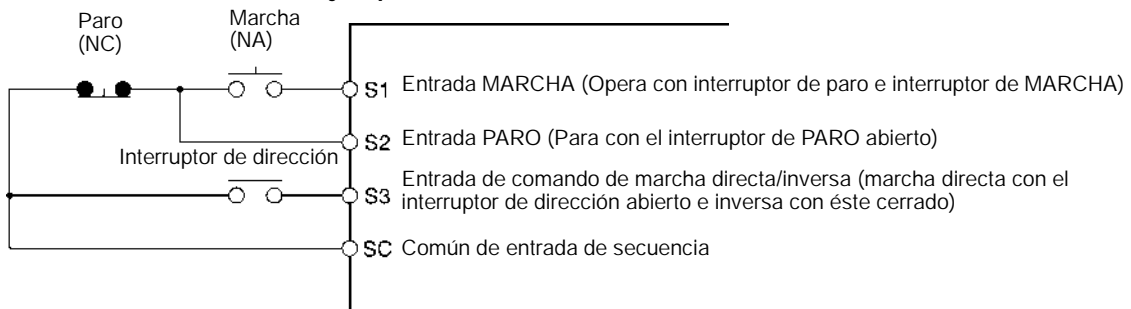 Paro
(NC)
Marcha
(NA)
S1 Entrada MARCHA (Opera con interruptor de paro e interruptor de MARCHA)
S2 Entrada PARO (Para con el interruptor de PARO abierto)
Interruptor de dirección
S3 Entrada de comando de marcha directa/inversa (marcha directa con el
interruptor de dirección abierto e inversa con éste cerrado)
SC Común de entrada de secuencia